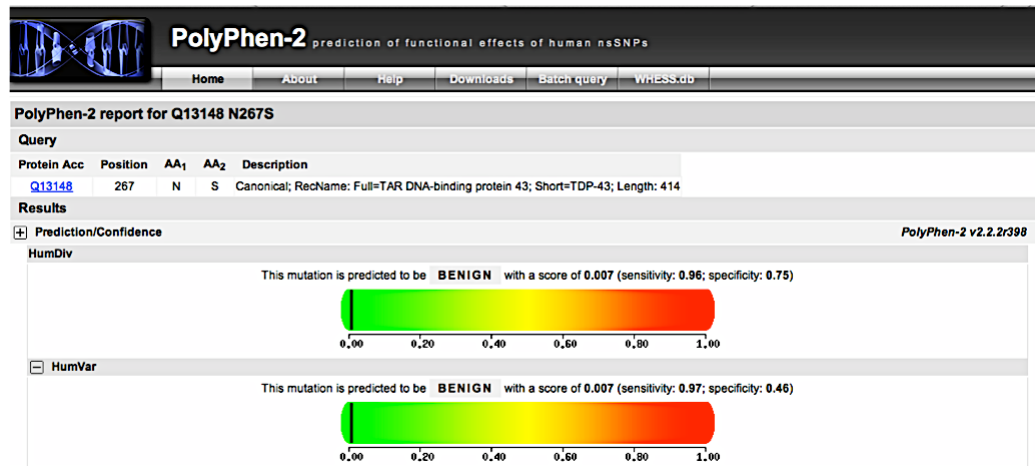 PolyPhen-2 prediction of functional effects of human nsSNPs
Home About Help Downloads Batch query WHESS.db
PolyPhen-2 report for Q13148 N267S
Query
Protein Acc Position AA₁ AA₂ Description
Q13148 267 N S Canonical; RecName: Full=TAR DNA-binding protein 43; Short=TDP-43; Length: 414
Results
+ Prediction/Confidence PolyPhen-2 v2.2.2r398
HumDiv
This mutation is predicted to be BENIGN with a score of 0.007 (sensitivity: 0.96; specificity: 0.75)
0.00 0.20 0.40 0.60 0.80 1.00
− HumVar
This mutation is predicted to be BENIGN with a score of 0.007 (sensitivity: 0.97; specificity: 0.46)
0.00 0.20 0.40 0.60 0.80 1.00